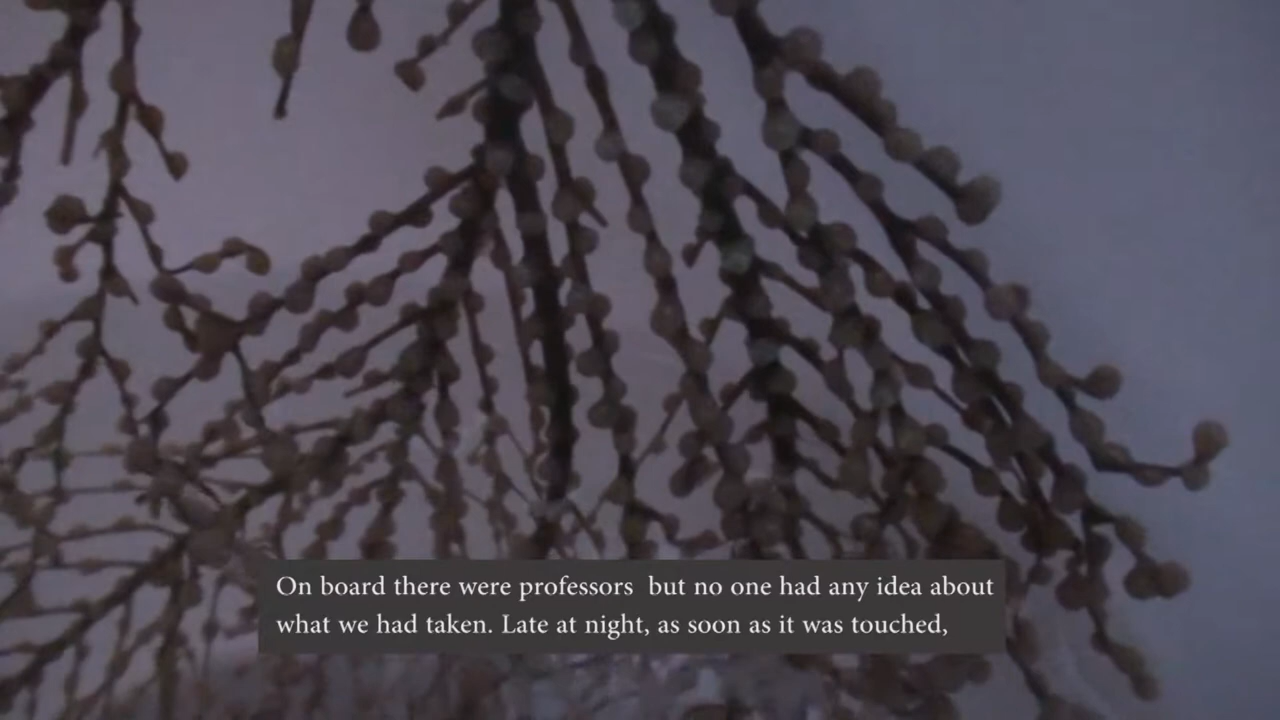 On board there were professors  but no one had any idea about
what we had taken. Late at night, as soon as it was touched,